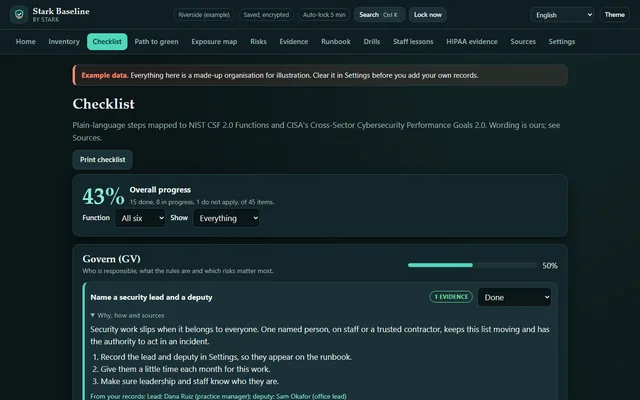 Stark Baseline
BY STARK
Riverside (example)
Saved, encrypted
Auto-lock 5 min
Search Ctrl K
Lock now
English
Theme
Home
Inventory
Checklist
Path to green
Exposure map
Risks
Evidence
Runbook
Drills
Staff lessons
HIPAA evidence
Sources
Settings
Example data. Everything here is a made-up organisation for illustration. Clear it in Settings before you add your own records.
Checklist
Plain-language steps mapped to NIST CSF 2.0 Functions and CISA's Cross-Sector Cybersecurity Performance Goals 2.0. Wording is ours; see
Sources.
Print checklist
43%
Overall progress
15 done, 8 in progress, 1 do not apply, of 45 items.
Function
All six
Show
Everything
Govern (GV)
Who is responsible, what the rules are and which risks matter most.
50%
Name a security lead and a deputy
1 EVIDENCE
Done
▼ Why, how and sources
Security work slips when it belongs to everyone. One named person, on staff or a trusted contractor, keeps this list moving and has
the authority to act in an incident.
1. Record the lead and deputy in Settings, so they appear on the runbook.
2. Give them a little time each month for this work.
3. Make sure leadership and staff know who they are.
From your records: Lead: Dana Ruiz (practice manager); deputy: Sam Okafor (office lead)